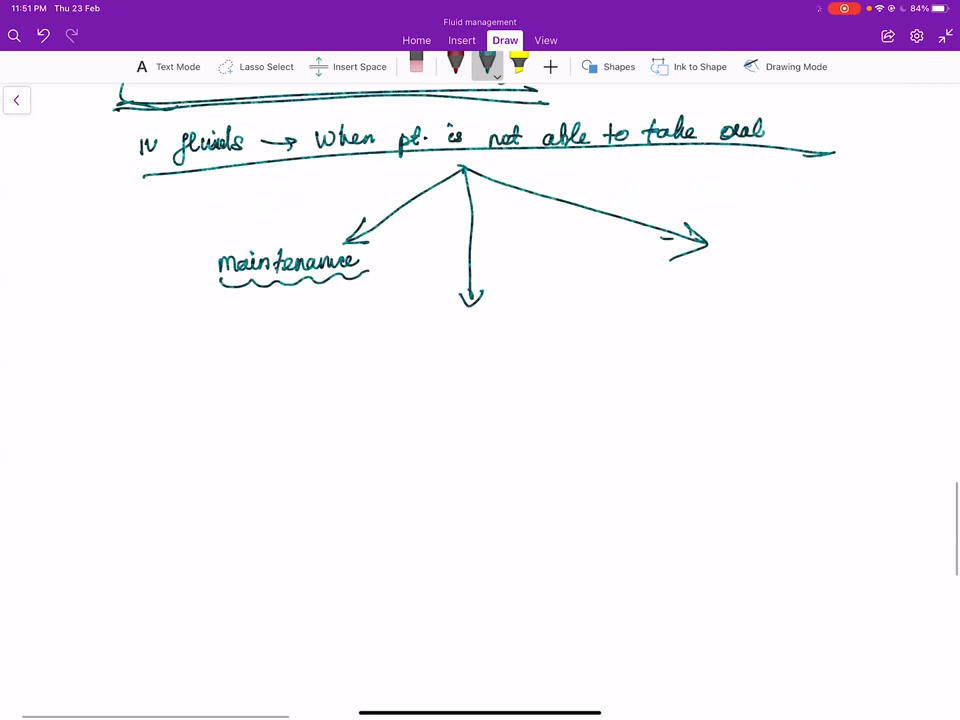 11:51 PM Thu 23 Feb
84%
Fluid management
Home Insert Draw View
A Text Mode Lasso Select Insert Space Shapes Ink to Shape Drawing Mode
IV fluids → When pt. is not able to take oral
maintenance